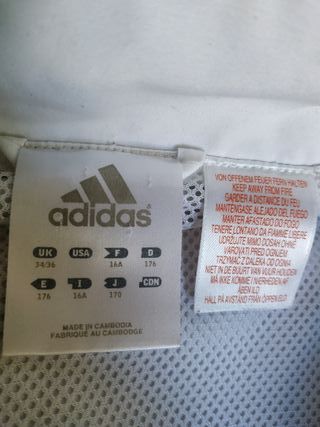 adidas
UK USA F D
34/36 16A 176
E I J CDN
176 16A 170
MADE IN CAMBODIA
FABRIQUÉ AU CAMBODGE
VON OFFENEM FEUER FERN HALTEN
KEEP AWAY FROM FIRE
GARDER A DISTANCE DU FEU
MANTENGASE ALEJADO DEL FUEGO
MANTER AFASTADO DO FOGO
TENERE LONTANO DA FIAMME LIBERE
UDRŽUJTE MIMO DOSAH OHNĚ
VAROVATI PRED OGNJEM
TRZYMAĆ Z DALEKA OD OGNIA
NIET IN DE BUURT VAN VUUR HOUDEN
MÅ IKKE KOMME I NÆRHEDEN AF
ÅBEN ILD
HÅLL PÅ AVSTÅND FRÅN ÖPPEN ELD